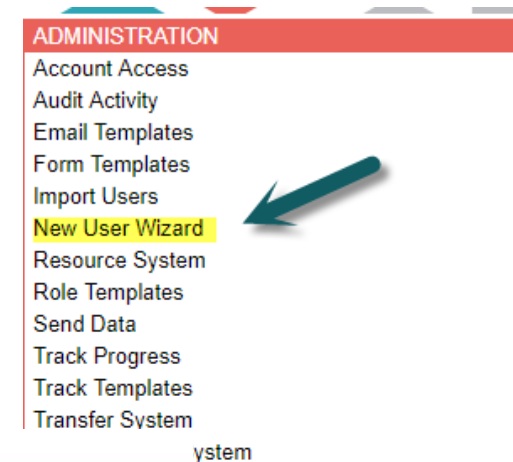 ADMINISTRATION
Account Access
Audit Activity
Email Templates
Form Templates
Import Users
New User Wizard
Resource System
Role Templates
Send Data
Track Progress
Track Templates
Transfer System
ystem